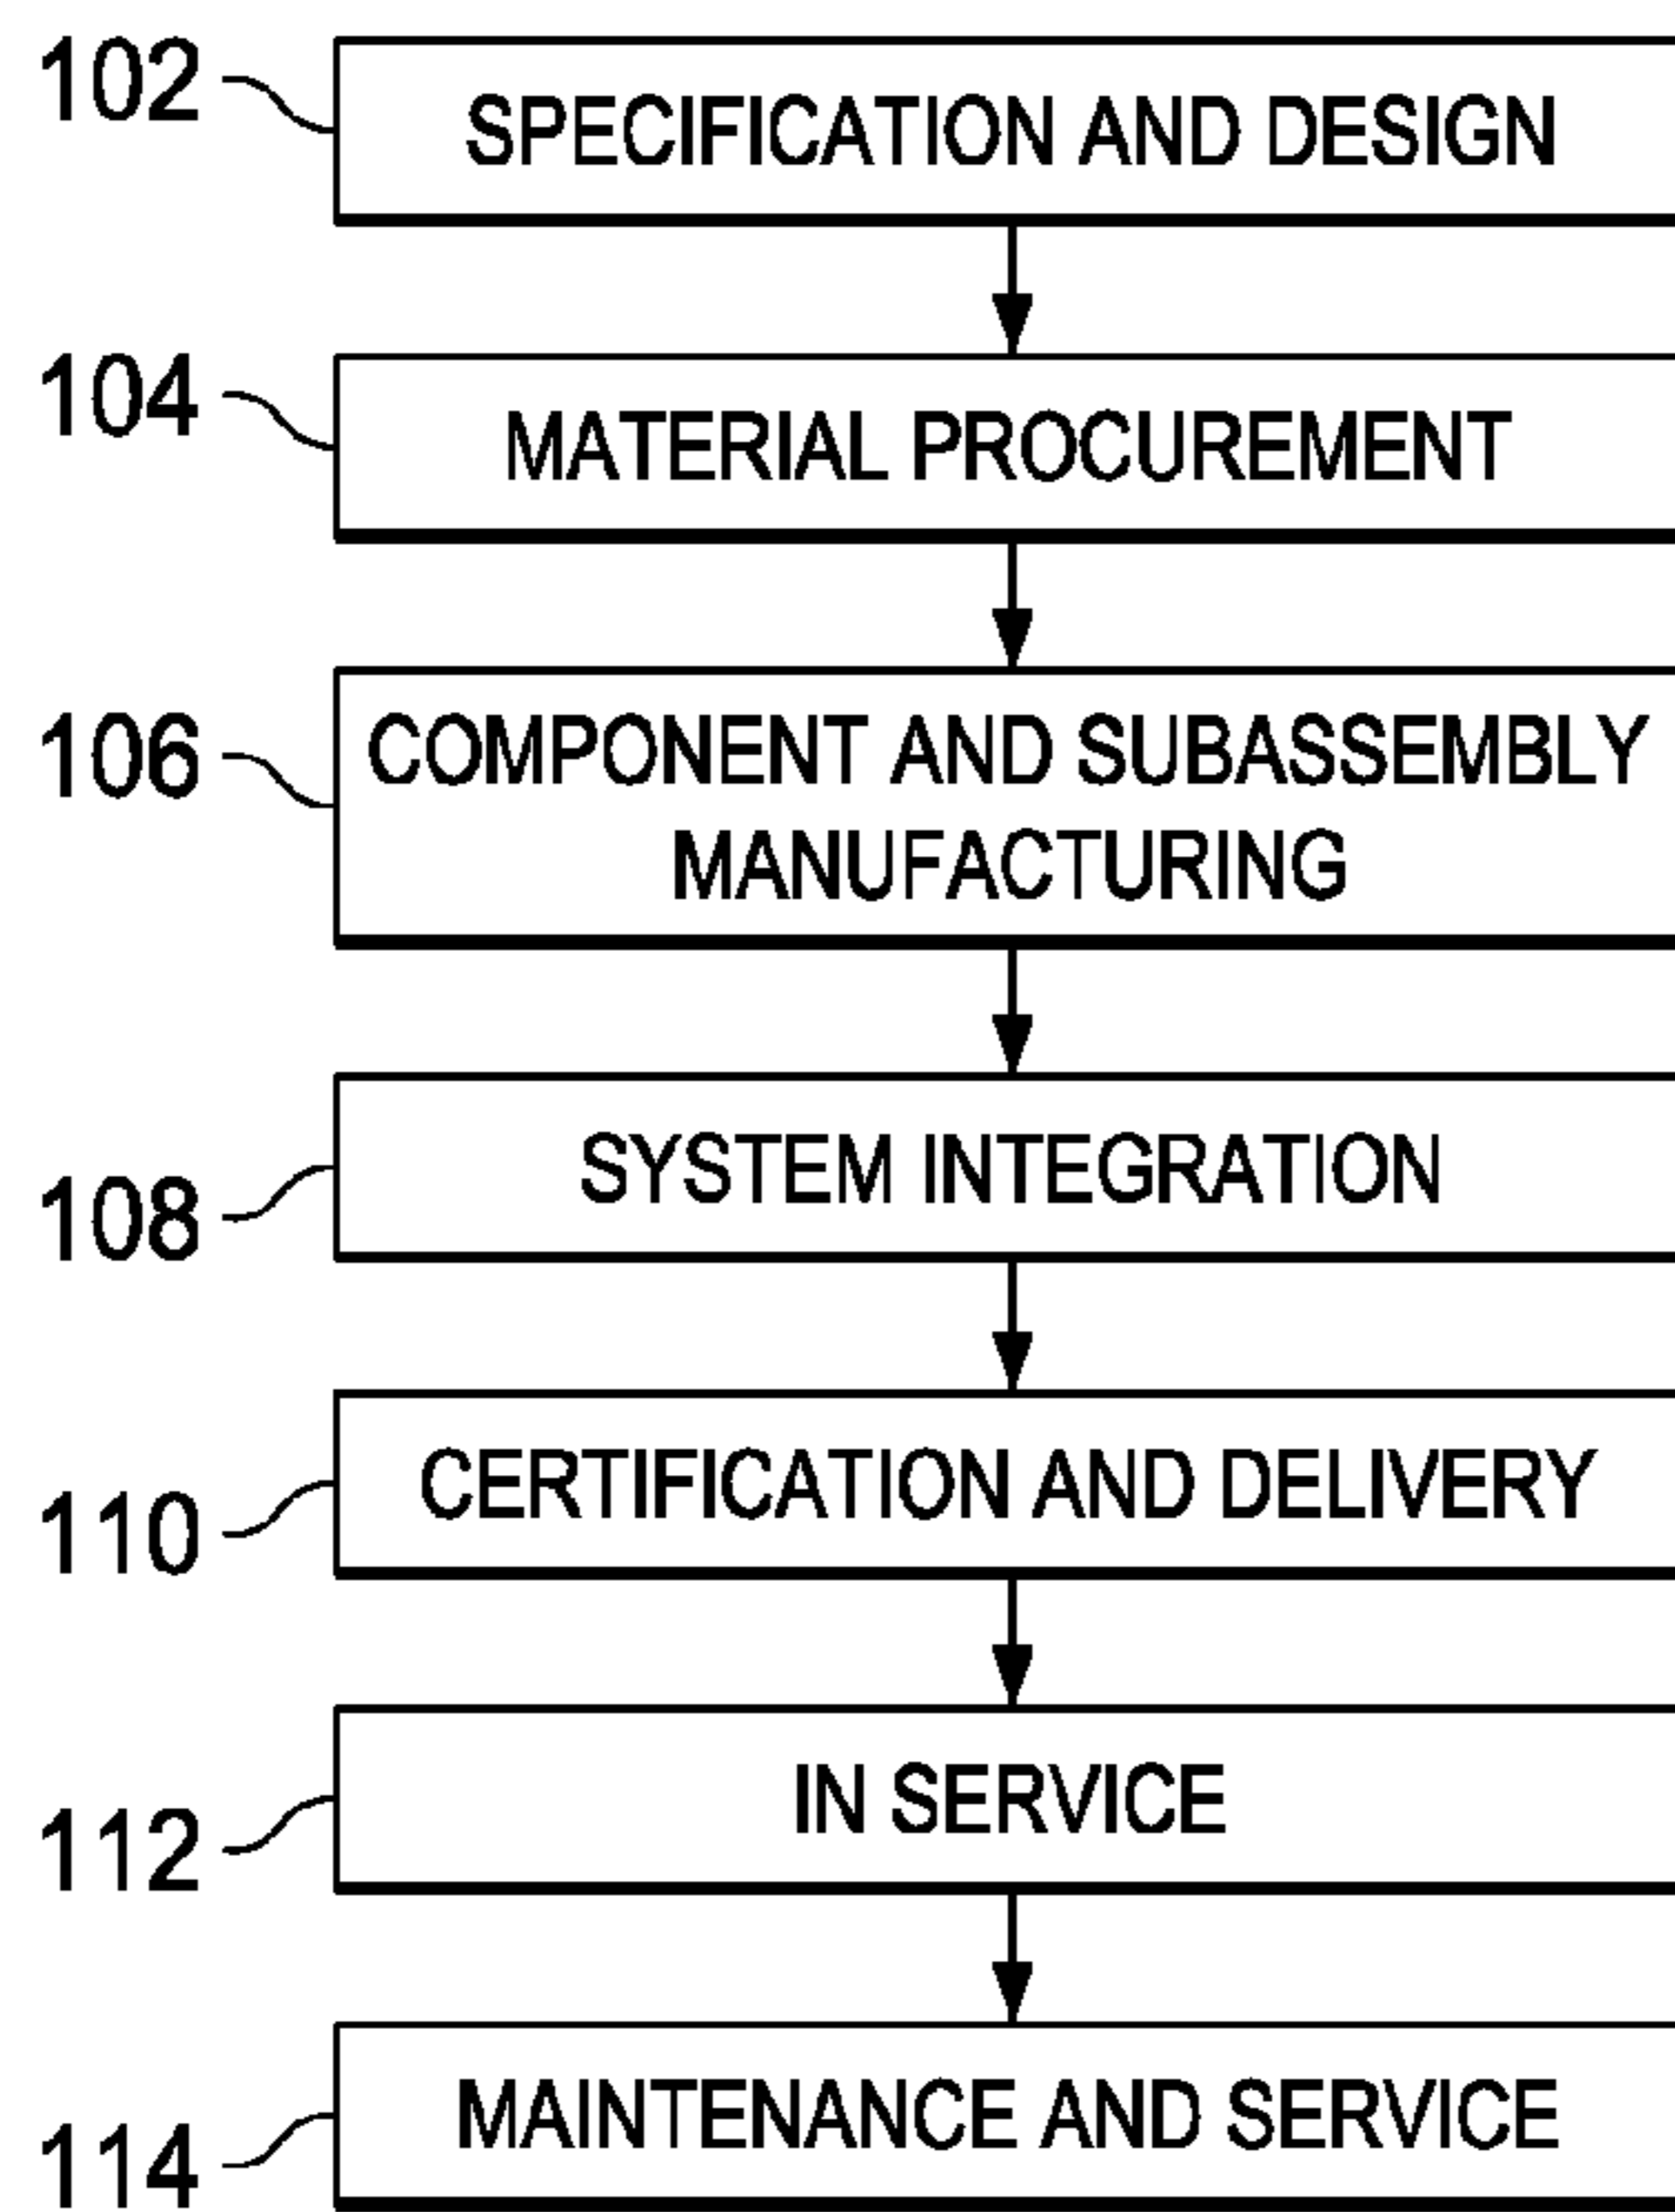 102
SPECIFICATION AND DESIGN
104
MATERIAL PROCUREMENT
106
COMPONENT AND SUBASSEMBLY
MANUFACTURING
108
SYSTEM INTEGRATION
110
CERTIFICATION AND DELIVERY
112
IN SERVICE
114
MAINTENANCE AND SERVICE